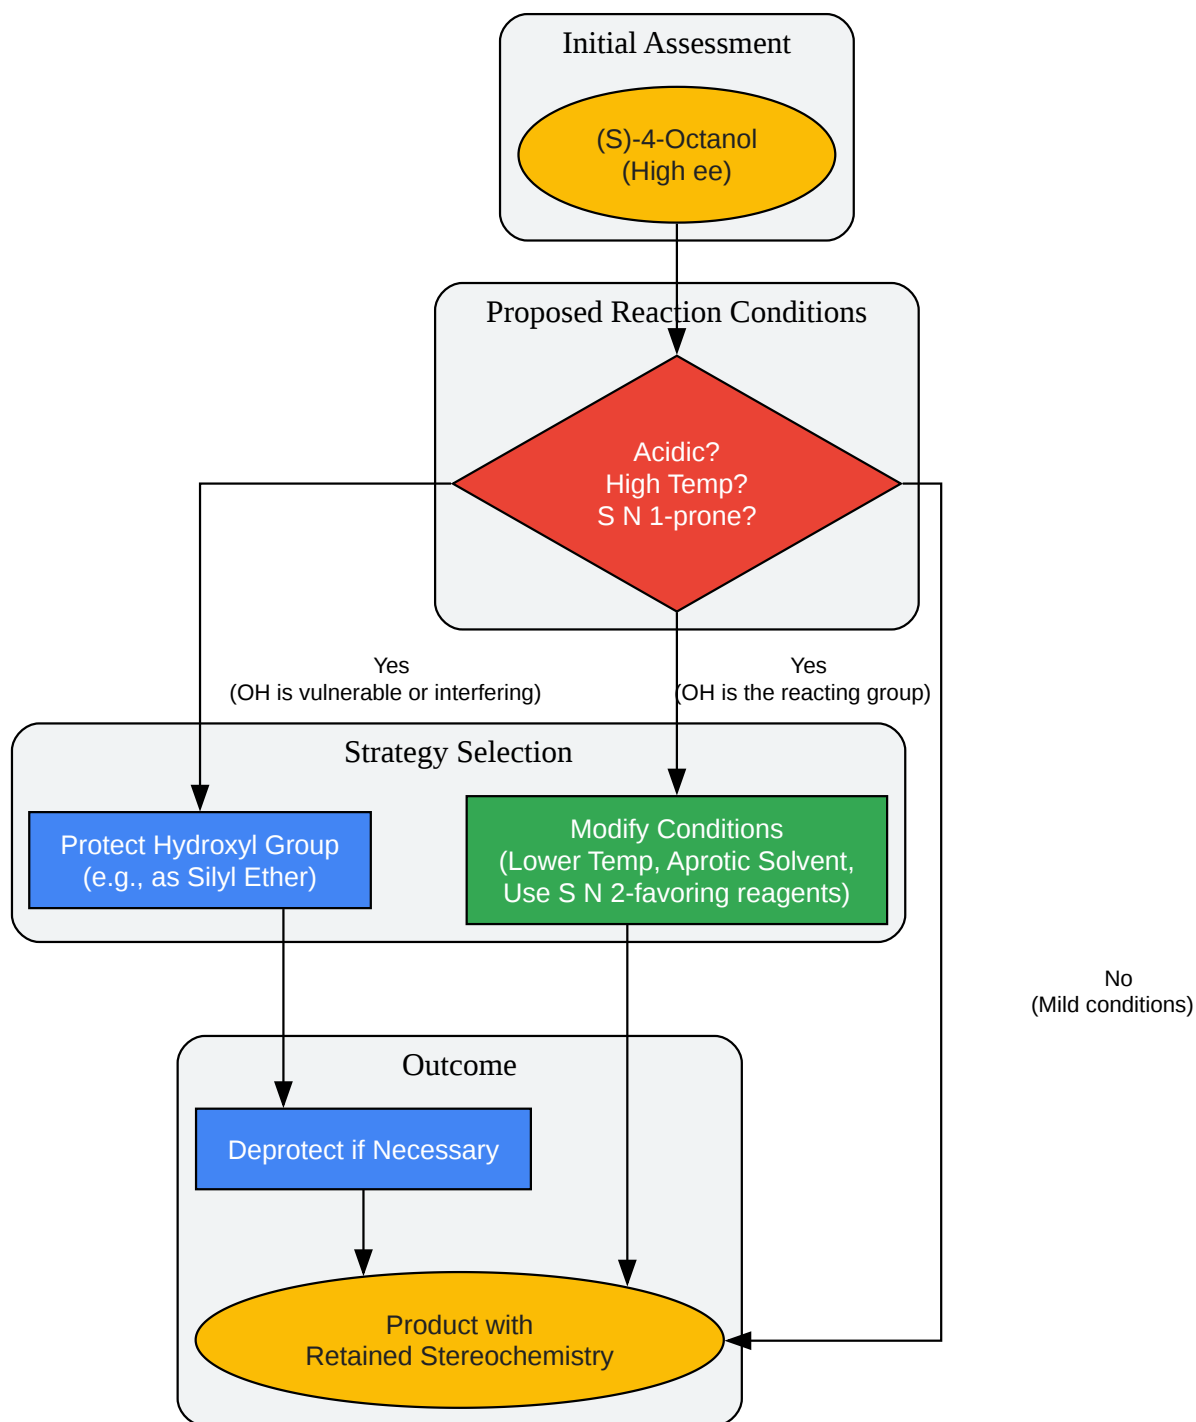 Initial Assessment
(S)-4-Octanol
(High ee)
Proposed Reaction Conditions
Acidic?
High Temp?
S N 1-prone?
Yes
(OH is vulnerable or interfering)
Yes
(OH is the reacting group)
Strategy Selection
Protect Hydroxyl Group
(e.g., as Silyl Ether)
Modify Conditions
(Lower Temp, Aprotic Solvent,
Use S N 2-favoring reagents)
No
(Mild conditions)
Outcome
Deprotect if Necessary
Product with
Retained Stereochemistry